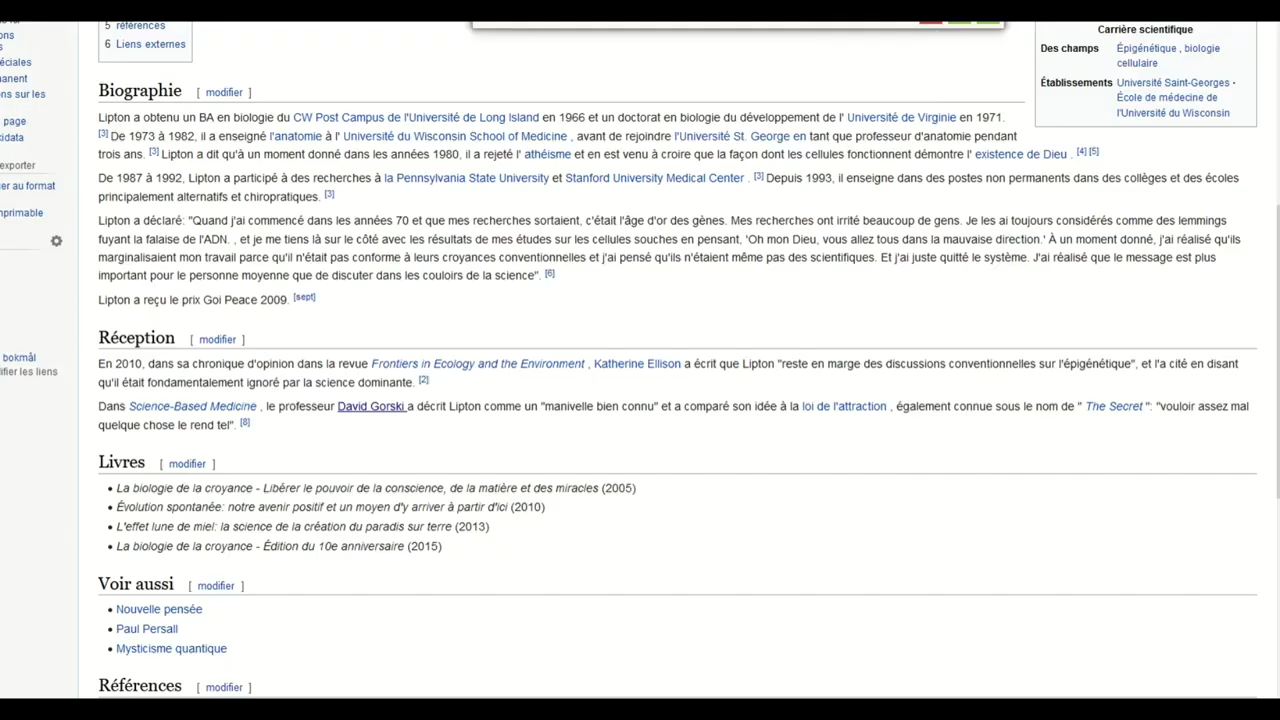 5 références
6 Liens externes
ons
s
éciales
anent
ons sur les
page
kidata
exporter
er au format
nprimable
bokmål
ifier les liens
Carrière scientifique
Des champs Épigénétique , biologie
cellulaire
Établissements Université Saint-Georges -
École de médecine de
l'Université du Wisconsin
Biographie [ modifier ]
Lipton a obtenu un BA en biologie du CW Post Campus de l'Université de Long Island en 1966 et un doctorat en biologie du développement de l' Université de Virginie en 1971.
[3] De 1973 à 1982, il a enseigné l'anatomie à l' Université du Wisconsin School of Medicine , avant de rejoindre l'Université St. George en tant que professeur d'anatomie pendant
trois ans. [3] Lipton a dit qu'à un moment donné dans les années 1980, il a rejeté l' athéisme et en est venu à croire que la façon dont les cellules fonctionnent démontre l' existence de Dieu . [4] [5]
De 1987 à 1992, Lipton a participé à des recherches à la Pennsylvania State University et Stanford University Medical Center . [3] Depuis 1993, il enseigne dans des postes non permanents dans des collèges et des écoles
principalement alternatifs et chiropratiques. [3]
Lipton a déclaré: "Quand j'ai commencé dans les années 70 et que mes recherches sortaient, c'était l'âge d'or des gènes. Mes recherches ont irrité beaucoup de gens. Je les ai toujours considérés comme des lemmings
fuyant la falaise de l'ADN. , et je me tiens là sur le côté avec les résultats de mes études sur les cellules souches en pensant, 'Oh mon Dieu, vous allez tous dans la mauvaise direction.' À un moment donné, j'ai réalisé qu'ils
marginalisaient mon travail parce qu'il n'était pas conforme à leurs croyances conventionnelles et j'ai pensé qu'ils n'étaient même pas des scientifiques. Et j'ai juste quitté le système. J'ai réalisé que le message est plus
important pour le personne moyenne que de discuter dans les couloirs de la science". [6]
Lipton a reçu le prix Goi Peace 2009. [sept]
Réception [ modifier ]
En 2010, dans sa chronique d'opinion dans la revue Frontiers in Ecology and the Environment , Katherine Ellison a écrit que Lipton "reste en marge des discussions conventionnelles sur l'épigénétique", et l'a cité en disant
qu'il était fondamentalement ignoré par la science dominante. [2]
Dans Science-Based Medicine , le professeur David Gorski a décrit Lipton comme un "manivelle bien connu" et a comparé son idée à la loi de l'attraction , également connue sous le nom de " The Secret ": "vouloir assez mal
quelque chose le rend tel". [8]
Livres [ modifier ]
• La biologie de la croyance - Libérer le pouvoir de la conscience, de la matière et des miracles (2005)
• Évolution spontanée: notre avenir positif et un moyen d'y arriver à partir d'ici (2010)
• L'effet lune de miel: la science de la création du paradis sur terre (2013)
• La biologie de la croyance - Édition du 10e anniversaire (2015)
Voir aussi [ modifier ]
• Nouvelle pensée
• Paul Persall
• Mysticisme quantique
Références [ modifier ]